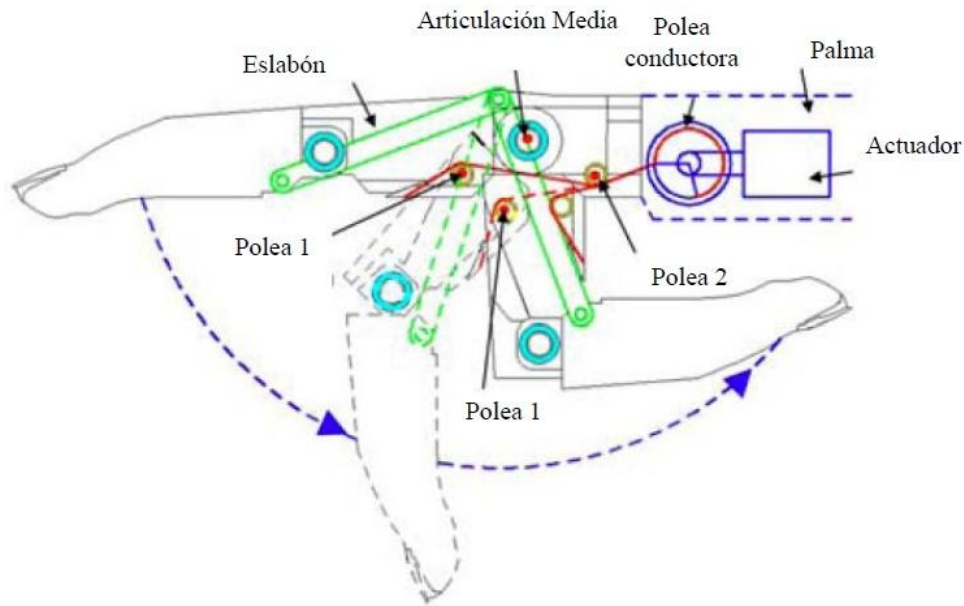 Articulación Media
Polea
conductora
Palma
Eslabón
Actuador
Polea 1
Polea 2
Polea 1